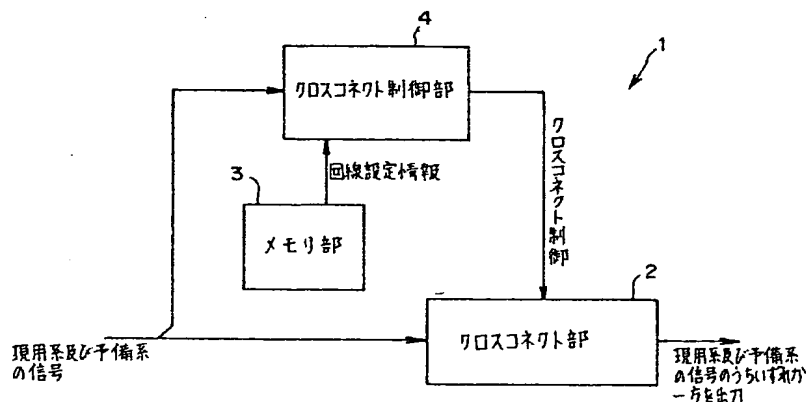 4
1
クロスコネクト制御部
クロスコネクト制御
回線設定情報
3
メモリ部
2
クロスコネクト部
現用系及び予備系
の信号
現用系及び予備系
の信号のうちいずれか
一方を出力